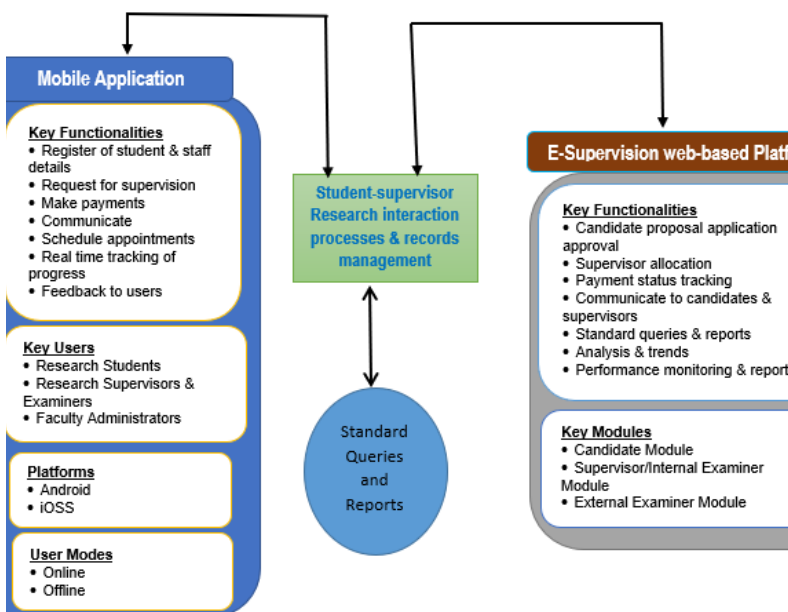 Mobile Application
Key Functionalities
• Register of student & staff
details
• Request for supervision
• Make payments
• Communicate
• Schedule appointments
• Real time tracking of
progress
• Feedback to users
Key Users
• Research Students
• Research Supervisors &
Examiners
• Faculty Administrators
Platforms
• Android
• iOSS
User Modes
• Online
• Offline
Student-supervisor
Research interaction
processes & records
management
Standard
Queries
and
Reports
E-Supervision web-based Platf
Key Functionalities
• Candidate proposal application
approval
• Supervisor allocation
• Payment status tracking
• Communicate to candidates &
supervisors
• Standard queries & reports
• Analysis & trends
• Performance monitoring & report
Key Modules
• Candidate Module
• Supervisor/Internal Examiner
Module
• External Examiner Module